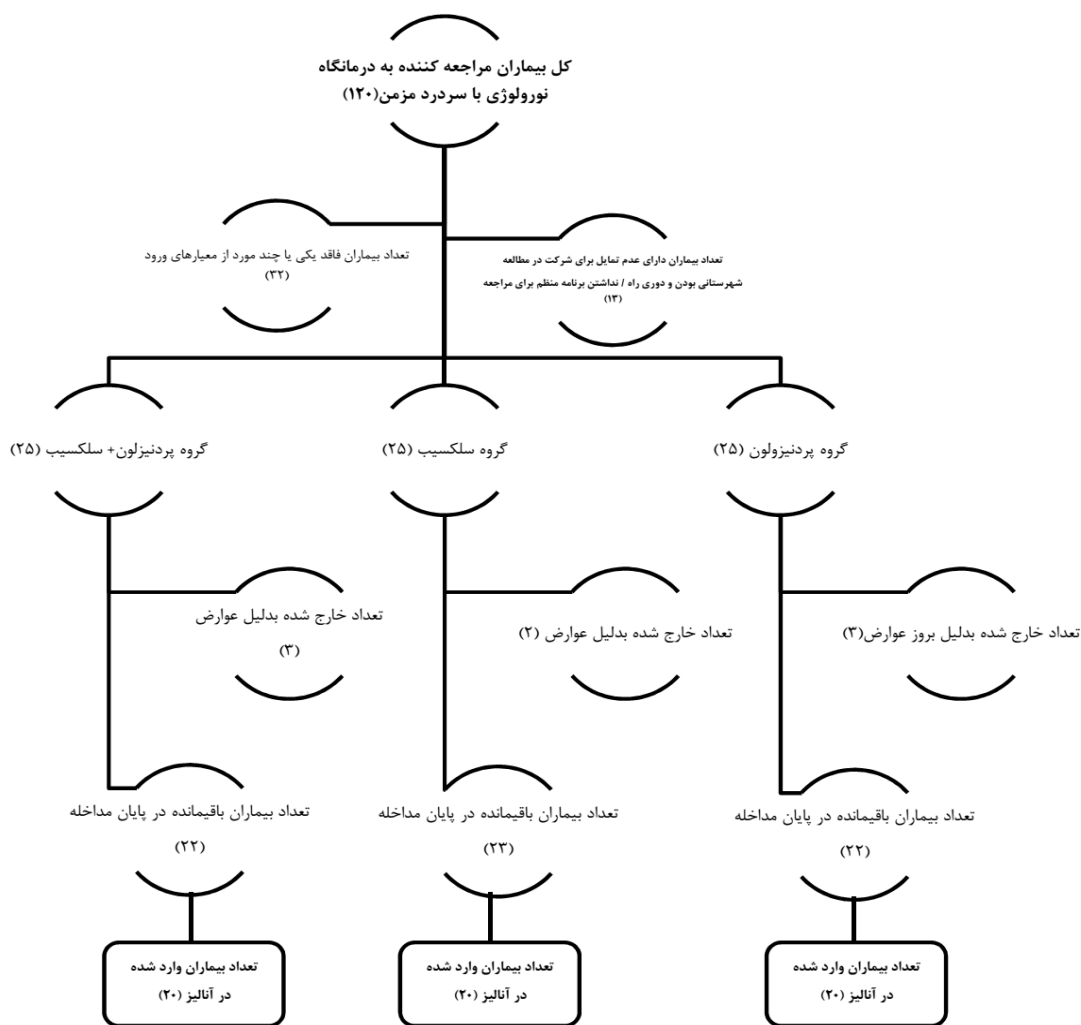 کل بیماران مراجعه کننده به درمانگاه
نورولوژی با سردرد مزمن(۱۲۰)
تعداد بیماران دارای عدم تمایل برای شرکت در مطالعه
شهرستانی بودن و دوری راه / نداشتن برنامه منظم برای مراجعه
(۱۳)
تعداد بیماران فاقد یکی یا چند مورد از معیارهای ورود
(۳۲)
گروه پردنیزولون (۲۵)
گروه سلکسیب (۲۵)
گروه پردنیزلون+ سلکسیب (۲۵)
تعداد خارج شده بدلیل بروز عوارض(۳)
تعداد خارج شده بدلیل عوارض (۲)
تعداد خارج شده بدلیل عوارض
(۳)
تعداد بیماران باقیمانده در پایان مداخله
(۲۲)
تعداد بیماران باقیمانده در پایان مداخله
(۲۳)
تعداد بیماران باقیمانده در پایان مداخله
(۲۲)
تعداد بیماران وارد شده
در آنالیز (۲۰)
تعداد بیماران وارد شده
در آنالیز (۲۰)
تعداد بیماران وارد شده
در آنالیز (۲۰)